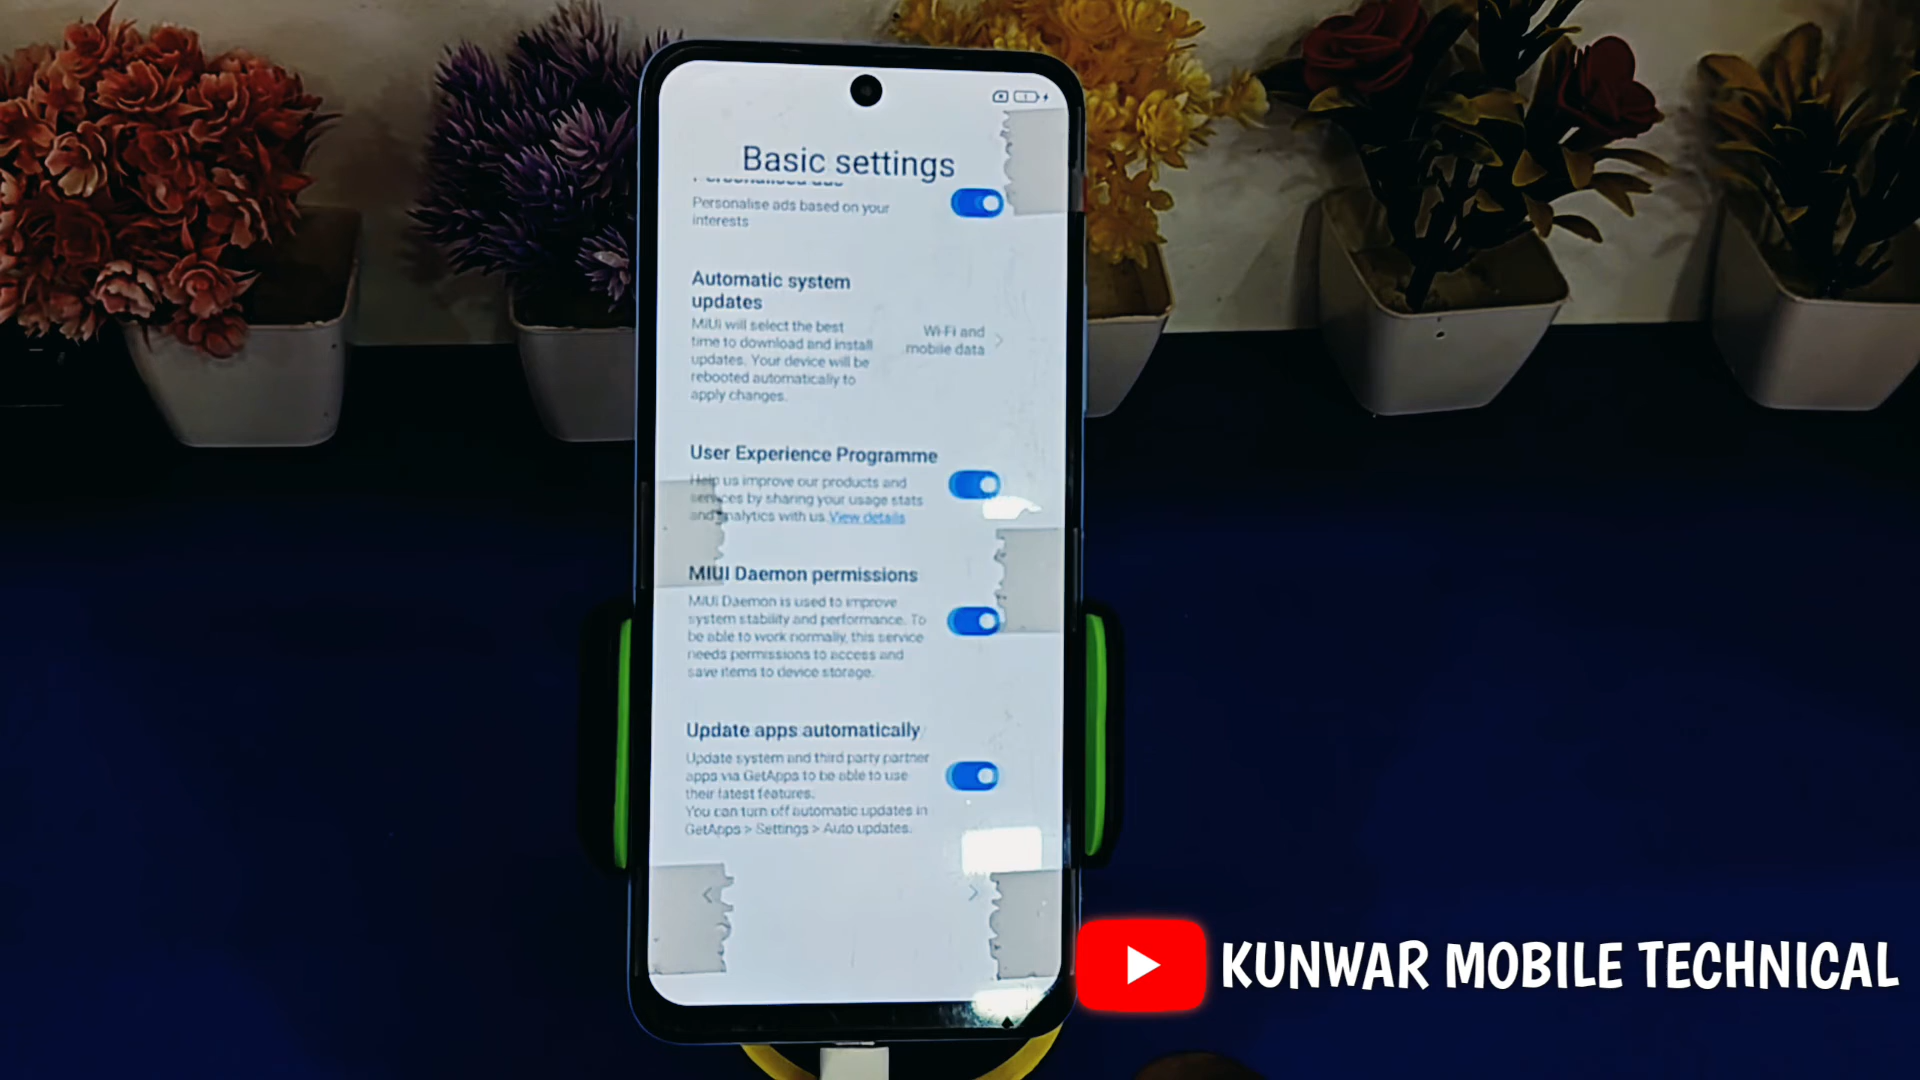 Basic settings
Personalised ads
Personalise ads based on your
interests
Automatic system
updates
MIUI will select the best
time to download and install
updates. Your device will be
rebooted automatically to
apply changes.
Wi-Fi and
mobile data
User Experience Programme
Help us improve our products and
services by sharing your usage stats
and analytics with us. View details
MIUI Daemon permissions
MIUI Daemon is used to improve
system stability and performance. To
be able to work normally, this service
needs permissions to access and
save items to device storage.
Update apps automatically
Update system and third party partner
apps via GetApps to be able to use
their latest features.
You can turn off automatic updates in
GetApps > Settings > Auto updates.
KUNWAR MOBILE TECHNICAL